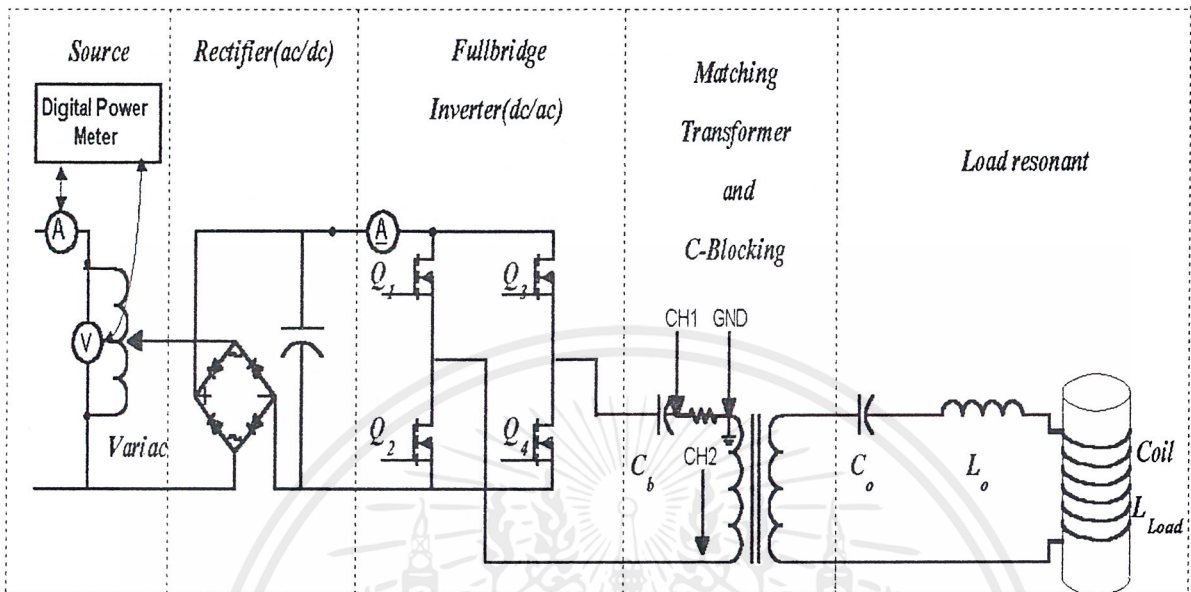 Source
Rectifier(ac/dc)
Fullbridge
Inverter(dc/ac)
Matching
Transformer
and
C-Blocking
Load resonant
Digital Power
Meter
A
V
Variac
+
-
~
~
A
Q1
Q2
Q3
Q4
CH1
GND
CH2
Cb
Co
Lo
Coil
LLoad